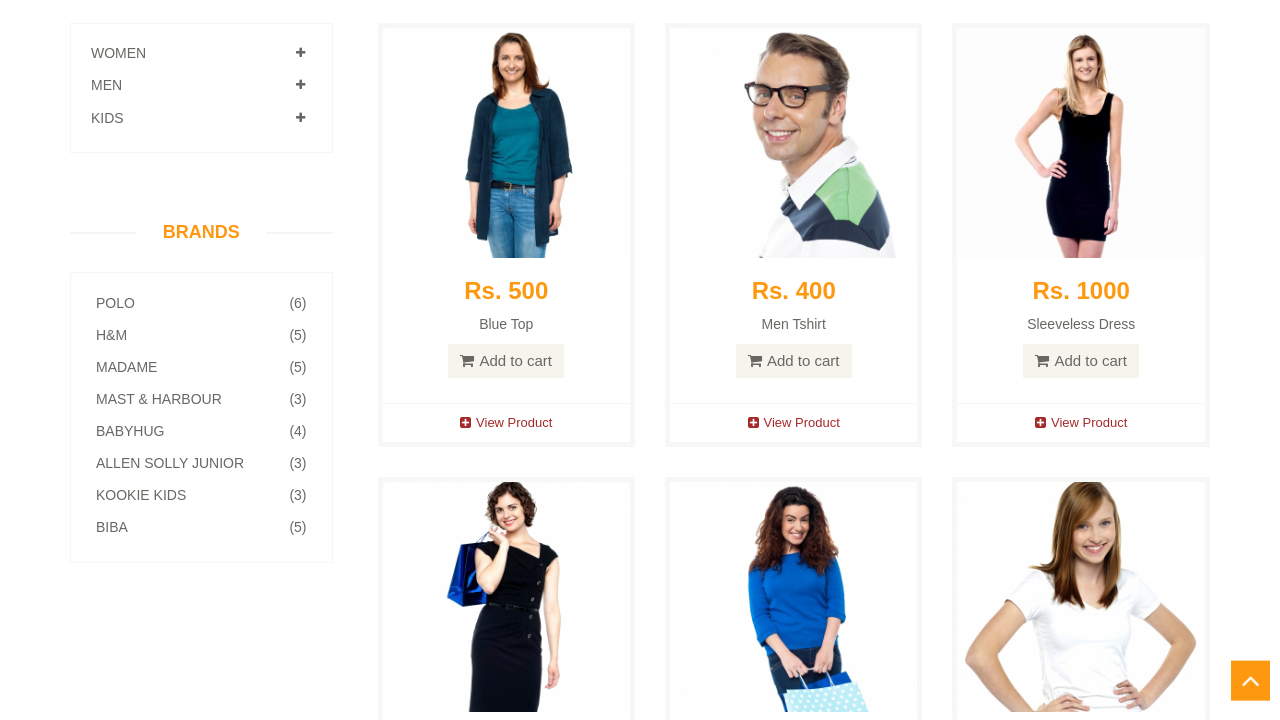 WOMEN
MEN
KIDS
BRANDS
POLO (6)
H&M (5)
MADAME (5)
MAST & HARBOUR (3)
BABYHUG (4)
ALLEN SOLLY JUNIOR (3)
KOOKIE KIDS (3)
BIBA (5)
Rs. 500
Blue Top
Add to cart
View Product
Rs. 400
Men Tshirt
Add to cart
View Product
Rs. 1000
Sleeveless Dress
Add to cart
View Product